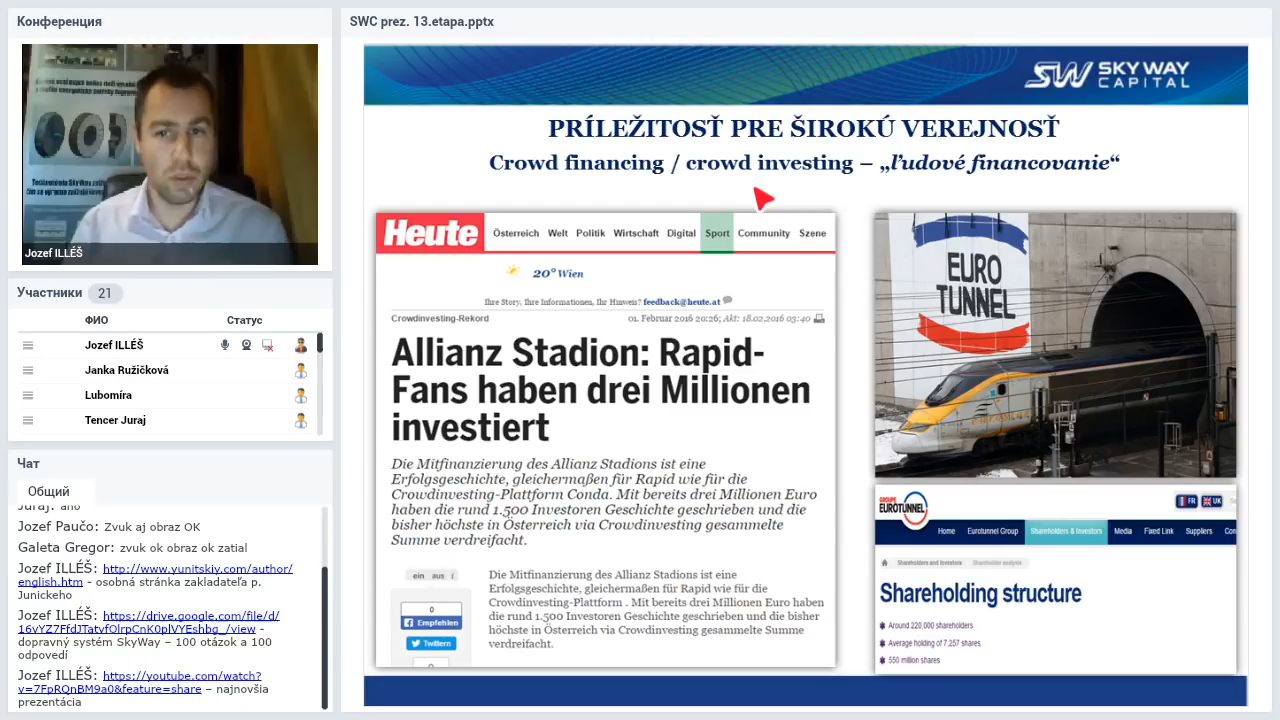 Конференция
Jozef ILLÉŠ
Участники 21
ФИО Статус
Jozef ILLÉŠ
Janka Ružičková
Lubomíra
Tencer Juraj
Чат
Общий
Juraj: ano
Jozef Paučo: Zvuk aj obraz OK
Galeta Gregor: zvuk ok obraz ok zatial
Jozef ILLÉŠ: http://www.yunitskiy.com/author/
english.htm - osobná stránka zakladateľa p.
Junickeho
Jozef ILLÉŠ: https://drive.google.com/file/d/
16vYZ7FfdJTatvfOlrpCnK0plVYEshbg_/view -
dopravný systém SkyWay – 100 otázok a 100
odpovedí
Jozef ILLÉŠ: https://youtube.com/watch?
v=7FpRQnBM9a0&feature=share – najnovšia
prezentácia
SWC prez. 13.etapa.pptx
SW SKY WAY
CAPITAL
PRÍLEŽITOSŤ PRE ŠIROKÚ VEREJNOSŤ
Crowd financing / crowd investing – „ľudové financovanie“
Heute Österreich Welt Politik Wirtschaft Digital Sport Community Szene
20° Wien
Ihre Story, Ihre Informationen, Ihr Hinweis? feedback@heute.at
Crowdinvesting-Rekord 01. Februar 2016 20:26; Akt: 18.02.2016 03:40
Allianz Stadion: Rapid-
Fans haben drei Millionen
investiert
Die Mitfinanzierung des Allianz Stadions ist eine
Erfolgsgeschichte, gleichermaßen für Rapid wie für die
Crowdinvesting-Plattform Conda. Mit bereits drei Millionen Euro
haben die rund 1.500 Investoren Geschichte geschrieben und die
bisher höchste in Österreich via Crowdinvesting gesammelte
Summe verdreifacht.
ein aus
0
Empfehlen
Twittern
0
Die Mitfinanzierung des Allianz Stadions ist eine
Erfolgsgeschichte, gleichermaßen für Rapid wie für die
Crowdinvesting-Plattform . Mit bereits drei Millionen Euro haben
die rund 1.500 Investoren Geschichte geschrieben und die bisher
höchste in Österreich via Crowdinvesting gesammelte Summe
verdreifacht.
EURO
TUNNEL
GROUPE
EUROTUNNEL
FR UK
Home Eurotunnel Group Shareholders & Investors Media Fixed Link Suppliers Con
Shareholders and Investors Shareholder analysis
Shareholding structure
Around 220,000 shareholders
Average holding of 7,257 shares
550 million shares